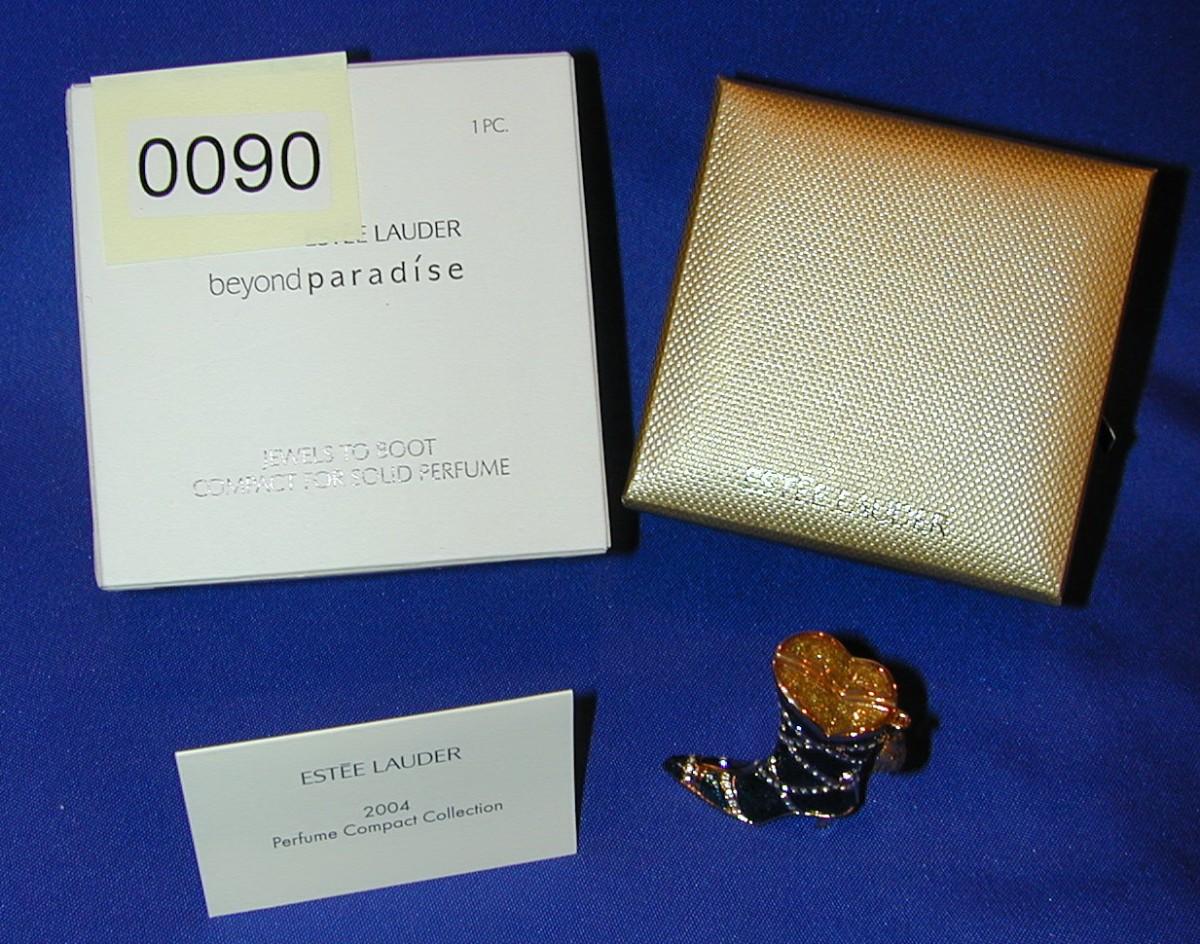 0090
1 PC.
ESTĒE LAUDER
beyond paradíse
JEWELS TO BOOT
COMPACT FOR SOLID PERFUME
ESTĒE LAUDER
ESTĒE LAUDER
2004
Perfume Compact Collection